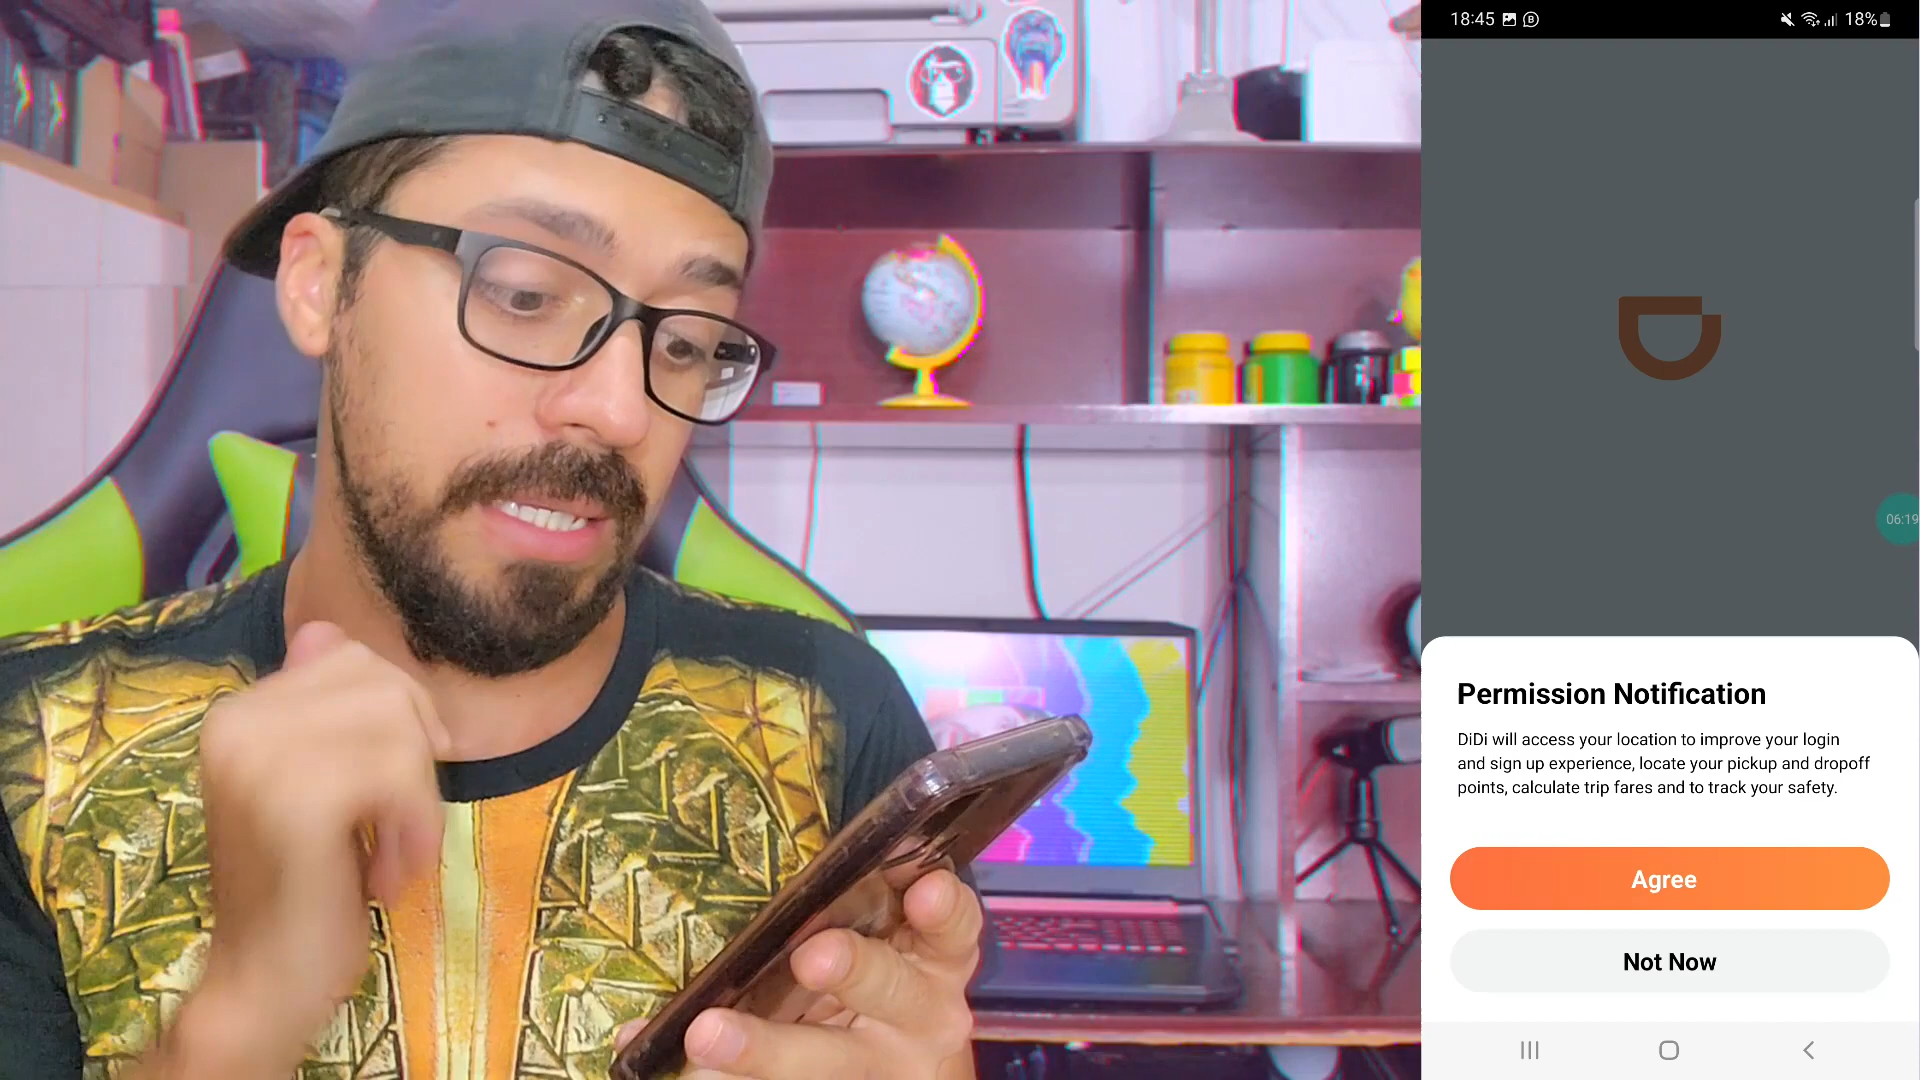 18:45
18%
06:19
Permission Notification
DiDi will access your location to improve your login
and sign up experience, locate your pickup and dropoff
points, calculate trip fares and to track your safety.
Agree
Not Now